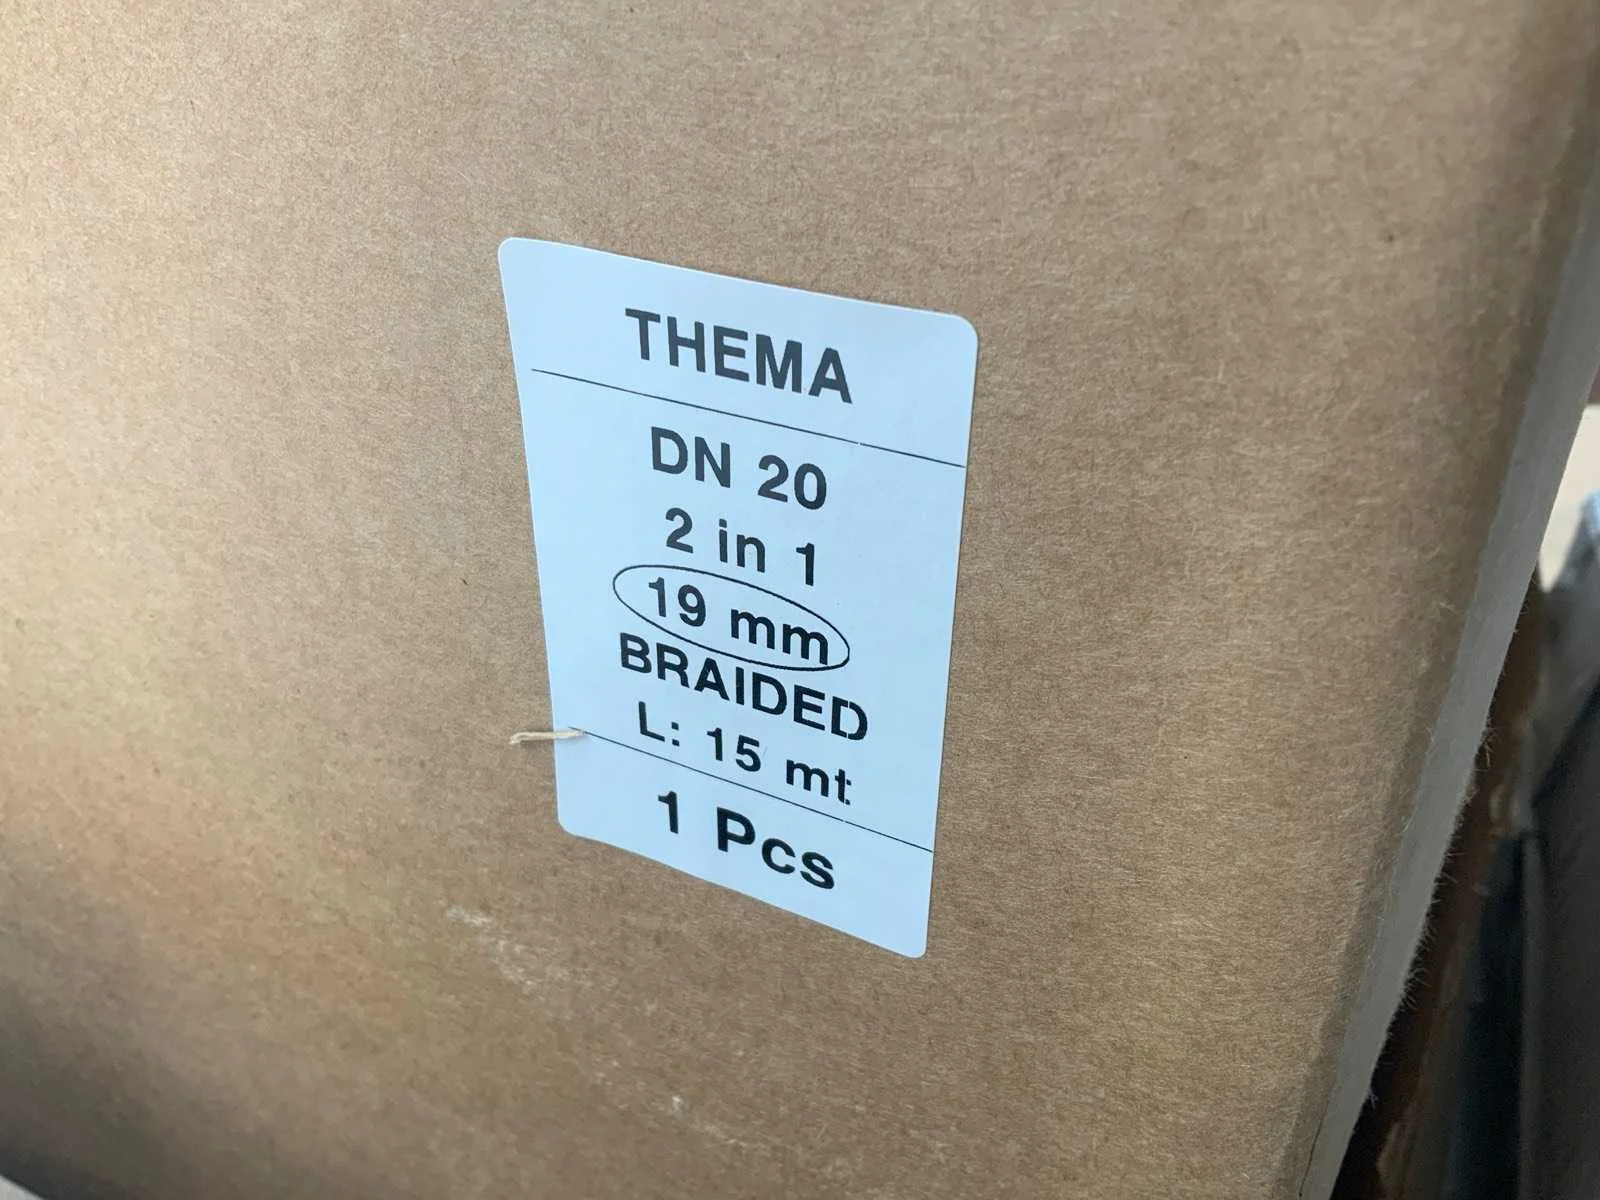 THEMA
DN 20
2 in 1
19 mm
BRAIDED
L: 15 mt
1 Pcs